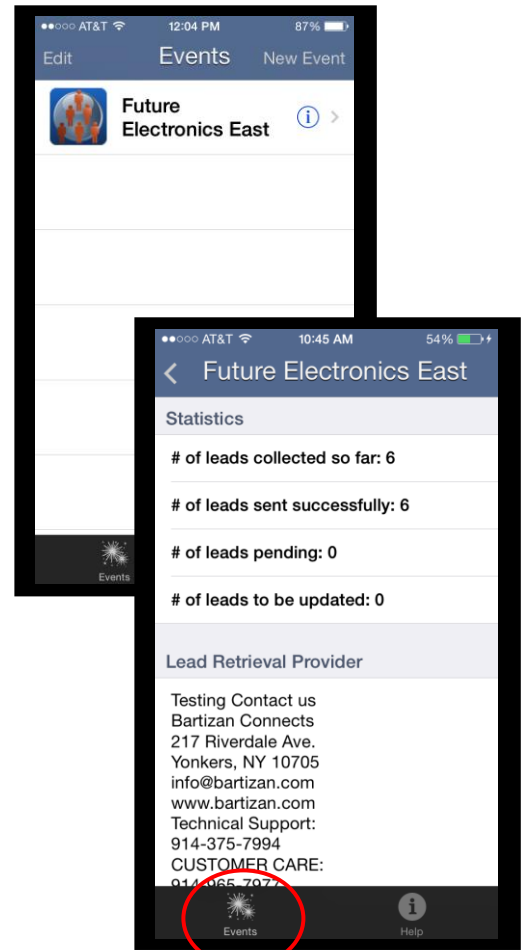 AT&T 12:04 PM 87%
Edit Events New Event
Future
Electronics East
Events
AT&T 10:45 AM 54%
Future Electronics East
Statistics
# of leads collected so far: 6
# of leads sent successfully: 6
# of leads pending: 0
# of leads to be updated: 0
Lead Retrieval Provider
Testing Contact us
Bartizan Connects
217 Riverdale Ave.
Yonkers, NY 10705
info@bartizan.com
www.bartizan.com
Technical Support:
914-375-7994
CUSTOMER CARE:
914-965-7977
Events Help